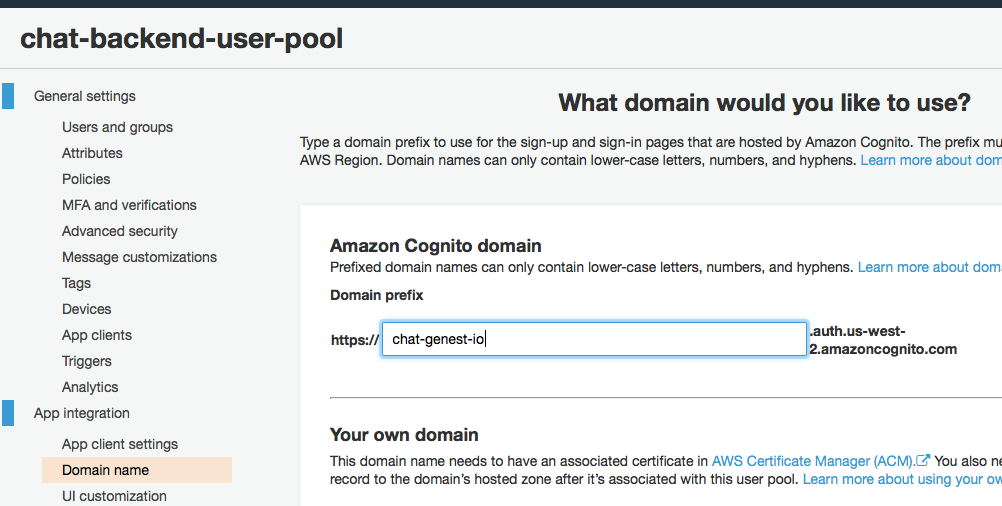 chat-backend-user-pool
General settings
Users and groups
Attributes
Policies
MFA and verifications
Advanced security
Message customizations
Tags
Devices
App clients
Triggers
Analytics
App integration
App client settings
Domain name
UI customization
What domain would you like to use?
Type a domain prefix to use for the sign-up and sign-in pages that are hosted by Amazon Cognito. The prefix mu
AWS Region. Domain names can only contain lower-case letters, numbers, and hyphens. Learn more about dom
Amazon Cognito domain
Prefixed domain names can only contain lower-case letters, numbers, and hyphens. Learn more about dom
Domain prefix
https:// chat-genest-io .auth.us-west-
2.amazoncognito.com
Your own domain
This domain name needs to have an associated certificate in AWS Certificate Manager (ACM). You also ne
record to the domain's hosted zone after it's associated with this user pool. Learn more about using your ow